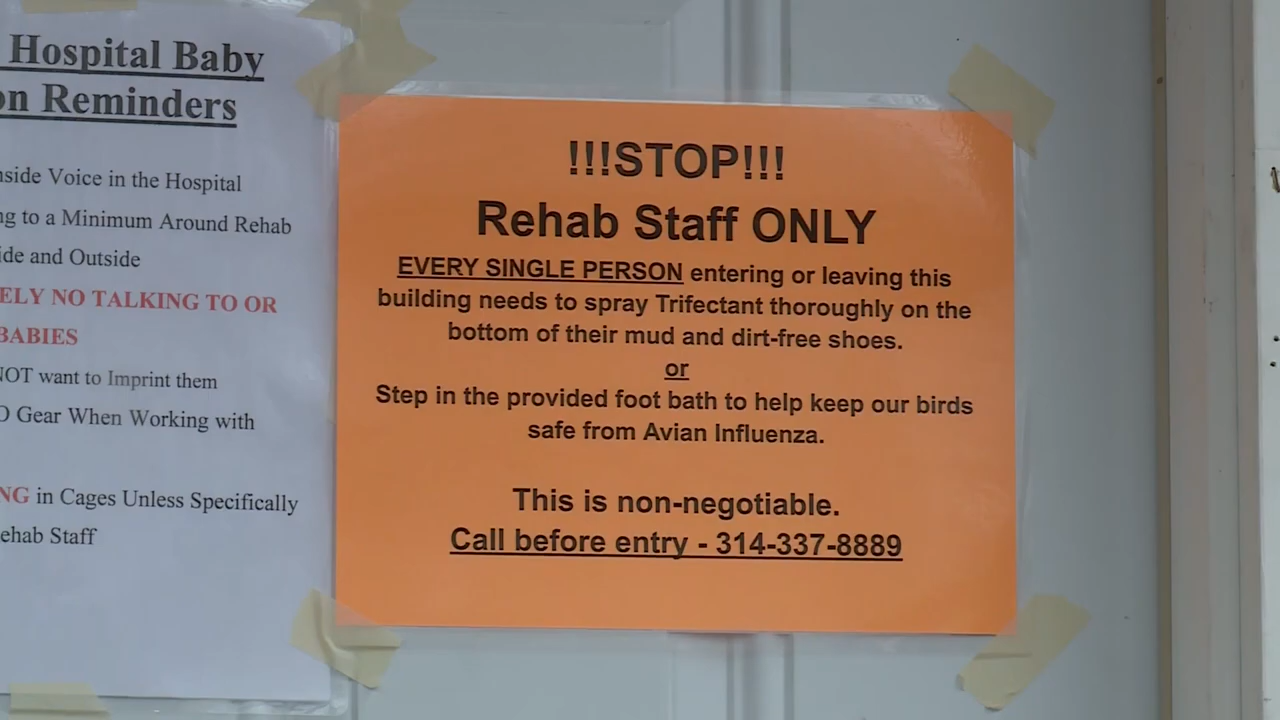 Hospital Baby
on Reminders
nside Voice in the Hospital
ng to a Minimum Around Rehab
ide and Outside
ELY NO TALKING TO OR
BABIES
NOT want to Imprint them
O Gear When Working with
NG in Cages Unless Specifically
ehab Staff
!!!STOP!!!
Rehab Staff ONLY
EVERY SINGLE PERSON entering or leaving this
building needs to spray Trifectant thoroughly on the
bottom of their mud and dirt-free shoes.
or
Step in the provided foot bath to help keep our birds
safe from Avian Influenza.
This is non-negotiable.
Call before entry - 314-337-8889